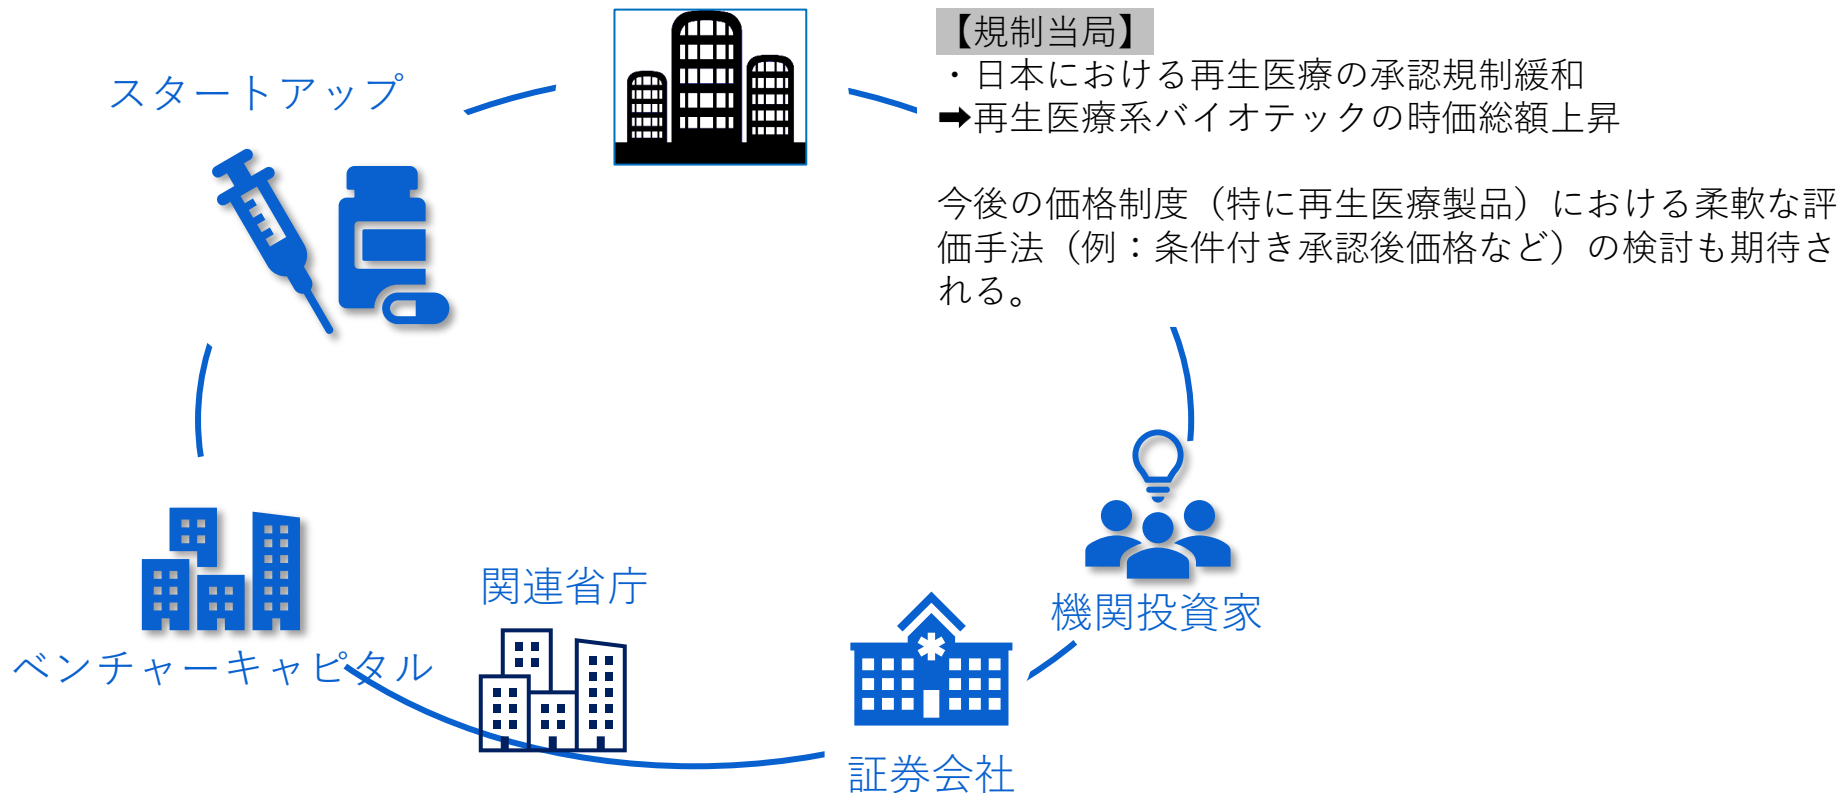 【規制当局】
・日本における再生医療の承認規制緩和
➡再生医療系バイオテックの時価総額上昇
今後の価格制度（特に再生医療製品）における柔軟な評
価手法（例：条件付き承認後価格など）の検討も期待さ
れる。
スタートアップ
関連省庁
機関投資家
ベンチャーキャピタル
証券会社